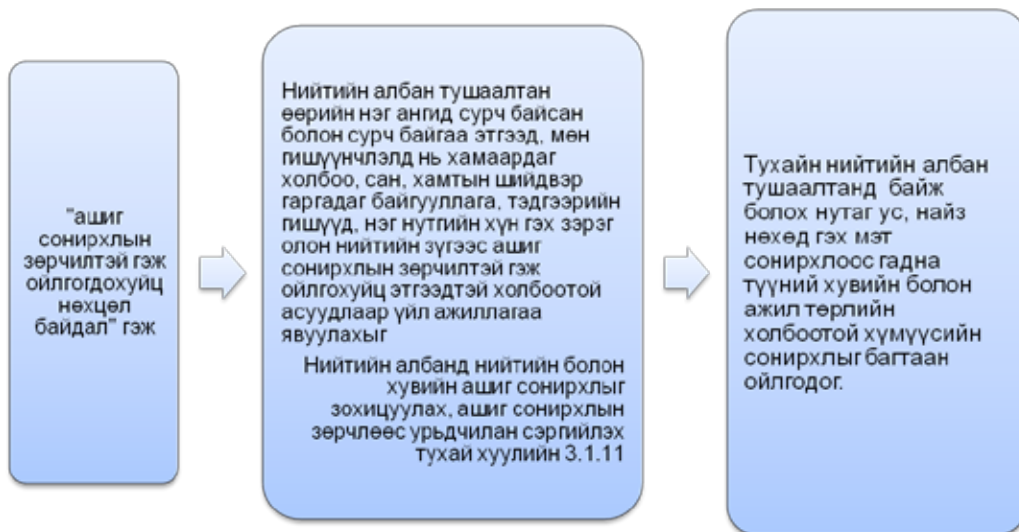 "ашиг
сонирхлын
зөрчилтэй гэж
ойлгогдохуйц
нөхцөл
байдал" гэж
Нийтийн албан тушаалтан
өөрийн нэг ангид сурч байсан
болон сурч байгаа этгээд, мөн
гишүүнчлэлд нь хамаардаг
холбоо, сан, хамтын шийдвэр
гаргадаг байгууллага, тэдгээрийн
гишүүд, нэг нутгийн хүн гэх зэрэг
олон нийтийн зүгээс ашиг
сонирхлын зөрчилтэй гэж
ойлгохуйц этгээдтэй холбоотой
асуудлаар үйл ажиллагаа
явуулахыг
Нийтийн албанд нийтийн болон
хувийн ашиг сонирхлыг
зохицуулах, ашиг сонирхлын
зөрчлөөс урьдчилан сэргийлэх
тухай хуулийн 3.1.11
Тухайн нийтийн албан
тушаалтанд байж
болох нутаг ус, найз
нөхөд гэх мэт
сонирхлоос гадна
түүний хувийн болон
ажил төрлийн
холбоотой хүмүүсийн
сонирхлыг багтаан
ойлгодог.